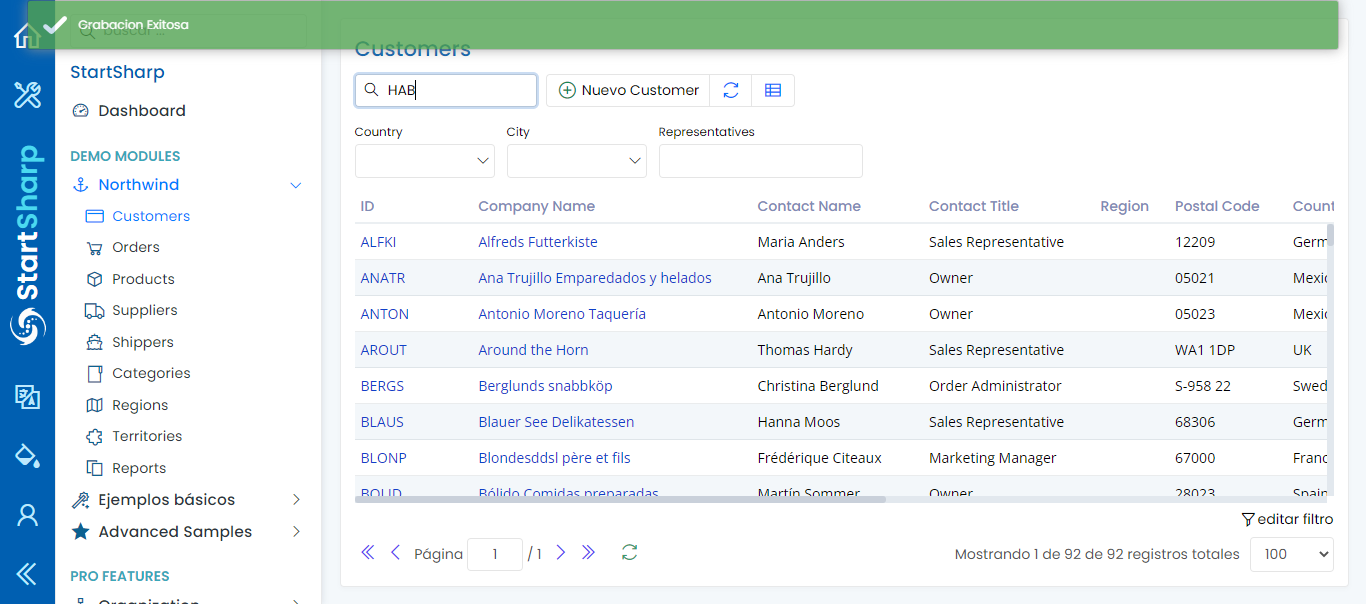 Grabacion Exitosa
buscar ...
StartSharp
StartSharp
Dashboard
DEMO MODULES
Northwind
Customers
Orders
Products
Suppliers
Shippers
Categories
Regions
Territories
Reports
Ejemplos básicos
Advanced Samples
PRO FEATURES
Organization
Customers
HAB
Nuevo Customer
Country City Representatives
ID Company Name Contact Name Contact Title Region Postal Code Count
ALFKI Alfreds Futterkiste Maria Anders Sales Representative 12209 Germ
ANATR Ana Trujillo Emparedados y helados Ana Trujillo Owner 05021 Mexic
ANTON Antonio Moreno Taquería Antonio Moreno Owner 05023 Mexic
AROUT Around the Horn Thomas Hardy Sales Representative WA1 1DP UK
BERGS Berglunds snabbköp Christina Berglund Order Administrator S-958 22 Swed
BLAUS Blauer See Delikatessen Hanna Moos Sales Representative 68306 Germ
BLONP Blondesddsl père et fils Frédérique Citeaux Marketing Manager 67000 Franc
BOLID Bólido Comidas preparadas Martín Sommer Owner 28023 Spain
editar filtro
Página 1 / 1
Mostrando 1 de 92 de 92 registros totales 100